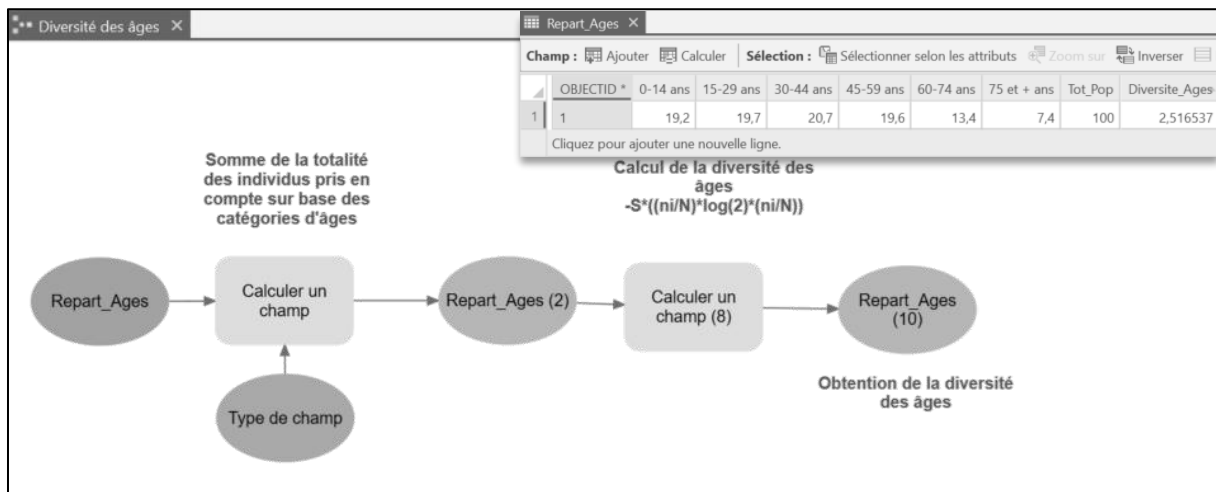 Diversité des âges ×
Repart_Ages ×
Champ : Ajouter Calculer Sélection : Sélectionner selon les attributs Zoom sur Inverser
OBJECTID * 0-14 ans 15-29 ans 30-44 ans 45-59 ans 60-74 ans 75 et + ans Tot_Pop Diversite_Ages
1 1 19,2 19,7 20,7 19,6 13,4 7,4 100 2,516537
Cliquez pour ajouter une nouvelle ligne.
Somme de la totalité
des individus pris en
compte sur base des
catégories d'âges
Calcul de la diversité des
âges
-S*((ni/N)*log(2)*(ni/N))
Repart_Ages
Calculer un
champ
Repart_Ages (2)
Calculer un
champ (8)
Repart_Ages
(10)
Type de champ
Obtention de la diversité
des âges